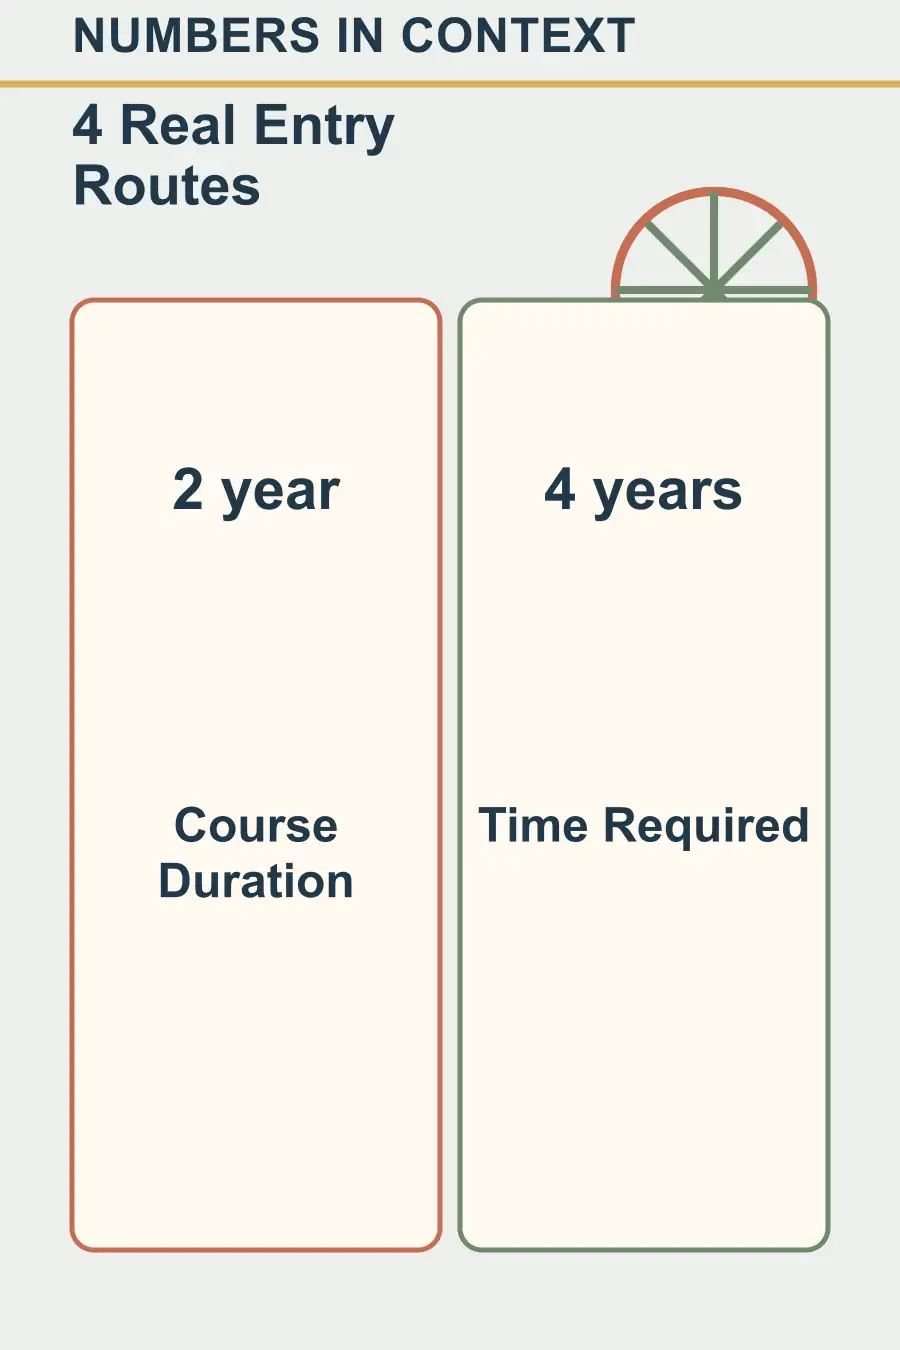 NUMBERS IN CONTEXT
4 Real Entry
Routes
2 year
Course
Duration
4 years
Time Required